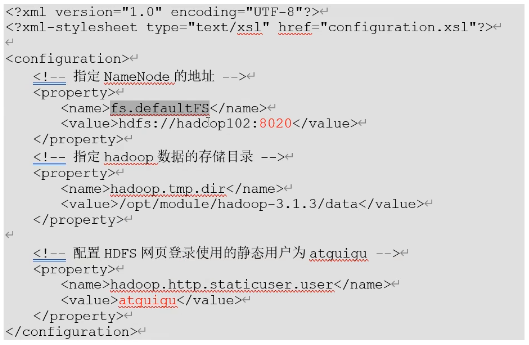 <?xml version="1.0" encoding="UTF-8"?>
<?xml-stylesheet type="text/xsl" href="configuration.xsl"?>
<configuration>
<!-- 指定 NameNode 的地址 -->
<property>
<name>fs.defaultFS</name>
<value>hdfs://hadoop102:8020</value>
</property>
<!-- 指定 hadoop 数据的存储目录 -->
<property>
<name>hadoop.tmp.dir</name>
<value>/opt/module/hadoop-3.1.3/data</value>
</property>
<!-- 配置 HDFS 网页登录使用的静态用户为 atguigu -->
<property>
<name>hadoop.http.staticuser.user</name>
<value>atguigu</value>
</property>
</configuration>